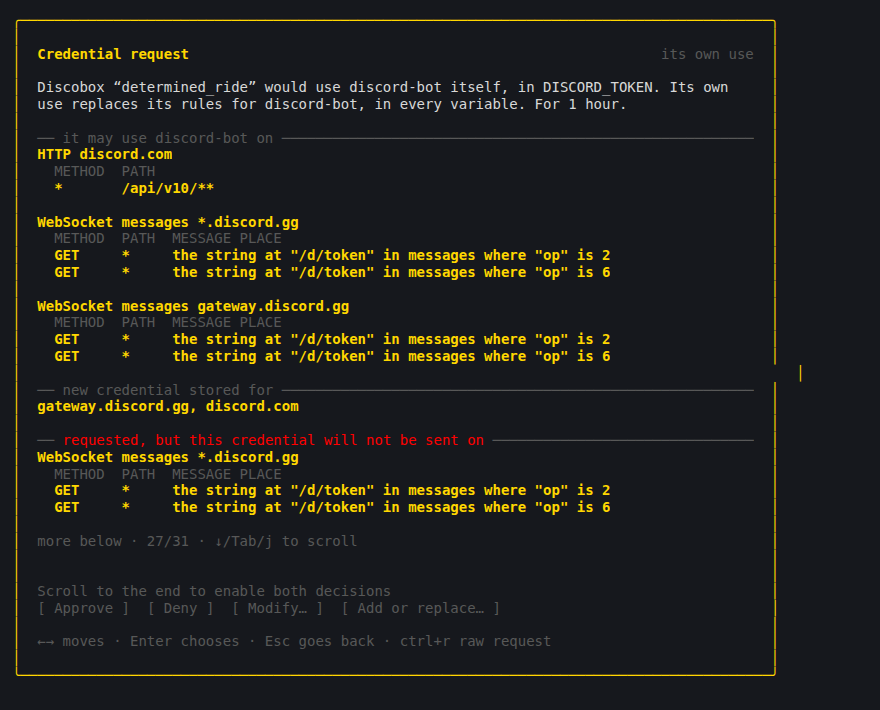 Credential request its own use
Discobox “determined_ride” would use discord-bot itself, in DISCORD_TOKEN. Its own
use replaces its rules for discord-bot, in every variable. For 1 hour.
── it may use discord-bot on ────────────────────────────────────────────────────────
HTTP discord.com
METHOD PATH
* /api/v10/**
WebSocket messages *.discord.gg
METHOD PATH MESSAGE PLACE
GET * the string at "/d/token" in messages where "op" is 2
GET * the string at "/d/token" in messages where "op" is 6
WebSocket messages gateway.discord.gg
METHOD PATH MESSAGE PLACE
GET * the string at "/d/token" in messages where "op" is 2
GET * the string at "/d/token" in messages where "op" is 6
── new credential stored for ────────────────────────────────────────────────────────
gateway.discord.gg, discord.com
── requested, but this credential will not be sent on ───────────────────────────────
WebSocket messages *.discord.gg
METHOD PATH MESSAGE PLACE
GET * the string at "/d/token" in messages where "op" is 2
GET * the string at "/d/token" in messages where "op" is 6
more below · 27/31 · ↓/Tab/j to scroll
Scroll to the end to enable both decisions
[ Approve ] [ Deny ] [ Modify… ] [ Add or replace… ]
←→ moves · Enter chooses · Esc goes back · ctrl+r raw request